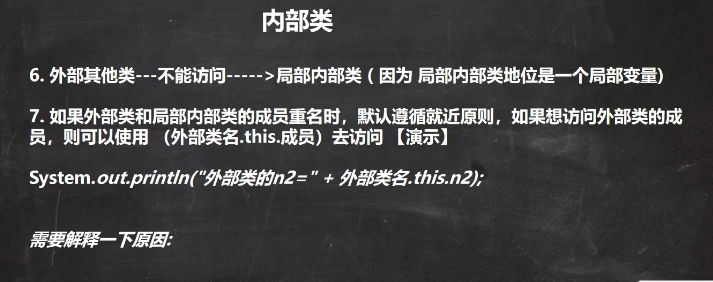 内部类
6. 外部其他类---不能访问----->局部内部类 ( 因为 局部内部类地位是一个局部变量)
7. 如果外部类和局部内部类的成员重名时，默认遵循就近原则，如果想访问外部类的成
员，则可以使用 （外部类名.this.成员）去访问 【演示】
System.out.println("外部类的n2=" + 外部类名.this.n2);
需要解释一下原因: